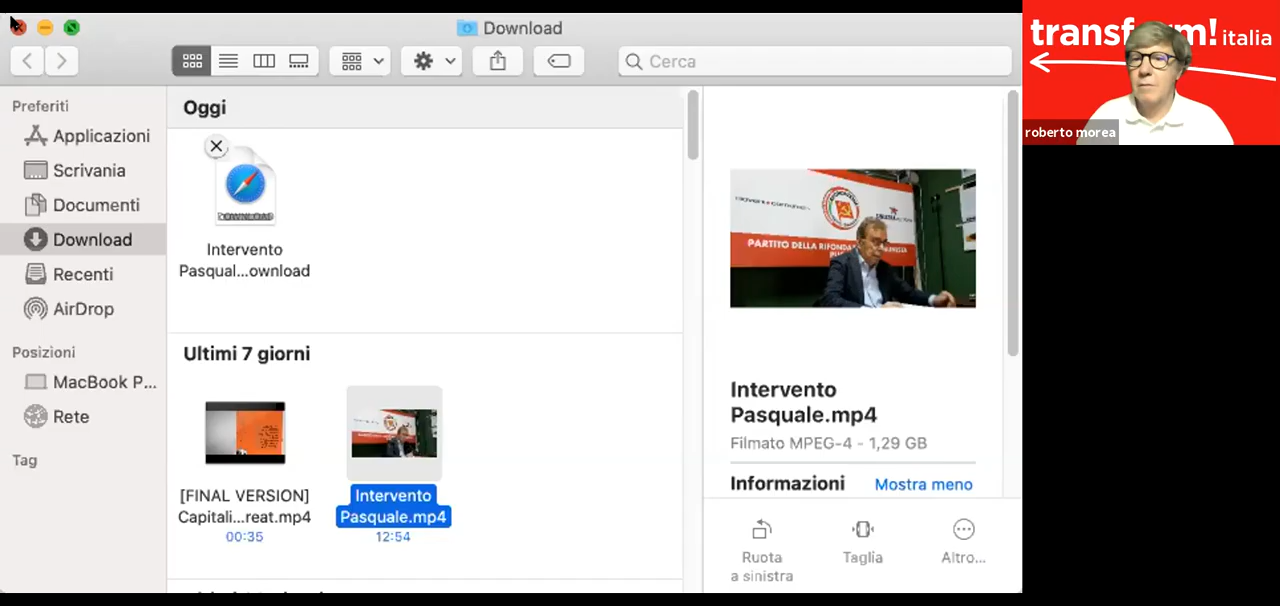 Download
Cerca
Preferiti
Applicazioni
Scrivania
Documenti
Download
Recenti
AirDrop
Posizioni
MacBook P...
Rete
Tag
Oggi
Intervento
Pasqual...ownload
Ultimi 7 giorni
[FINAL VERSION]
Capitali...reat.mp4
00:35
Intervento
Pasquale.mp4
12:54
PARTITO DELLA RIFONDA
Intervento
Pasquale.mp4
Filmato MPEG-4 - 1,29 GB
Informazioni
Mostra meno
Ruota
a sinistra
Taglia
Altro...
transf m! italia
roberto morea